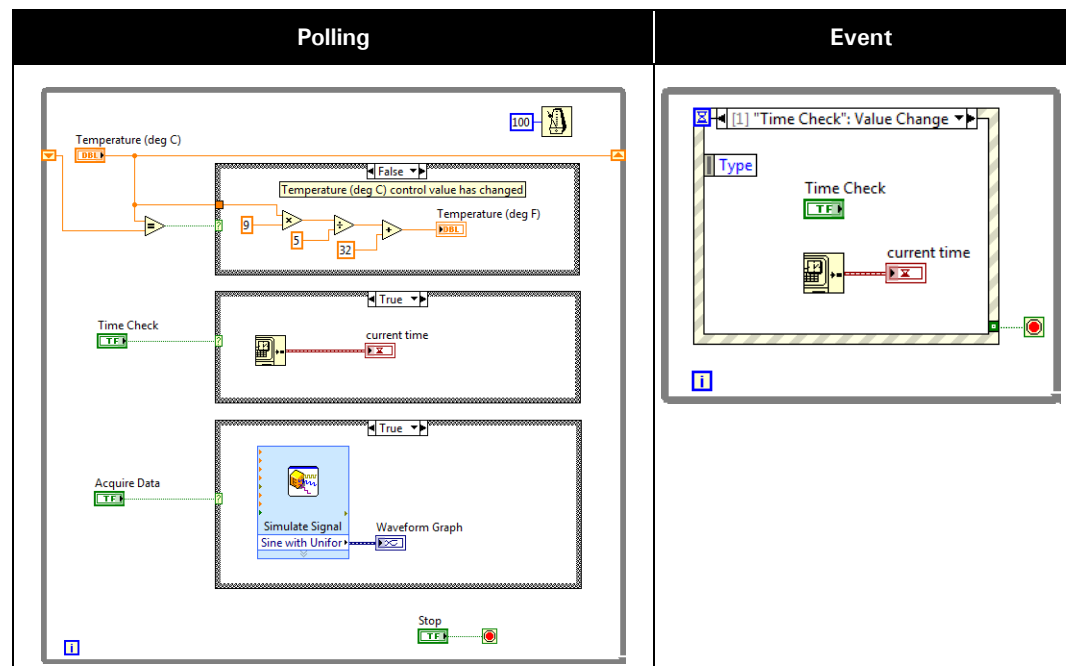 Polling
Event
100
Temperature (deg C)
DBL
False
Temperature (deg C) control value has changed
=
?
9
×
5
÷
32
+
Temperature (deg F)
DBL
True
Time Check
TF
?
current time
True
Acquire Data
TF
?
Simulate Signal
Sine with Unifor
Waveform Graph
Stop
TF
i
[1] "Time Check": Value Change
Type
Time Check
TF
current time
i